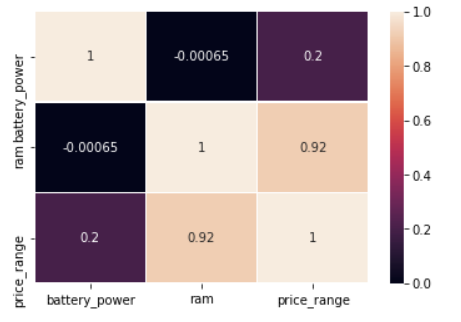 battery_power
1
-0.00065
0.2
ram
-0.00065
1
0.92
price_range
0.2
0.92
1
battery_power
ram
price_range
1.0
0.8
0.6
0.4
0.2
0.0